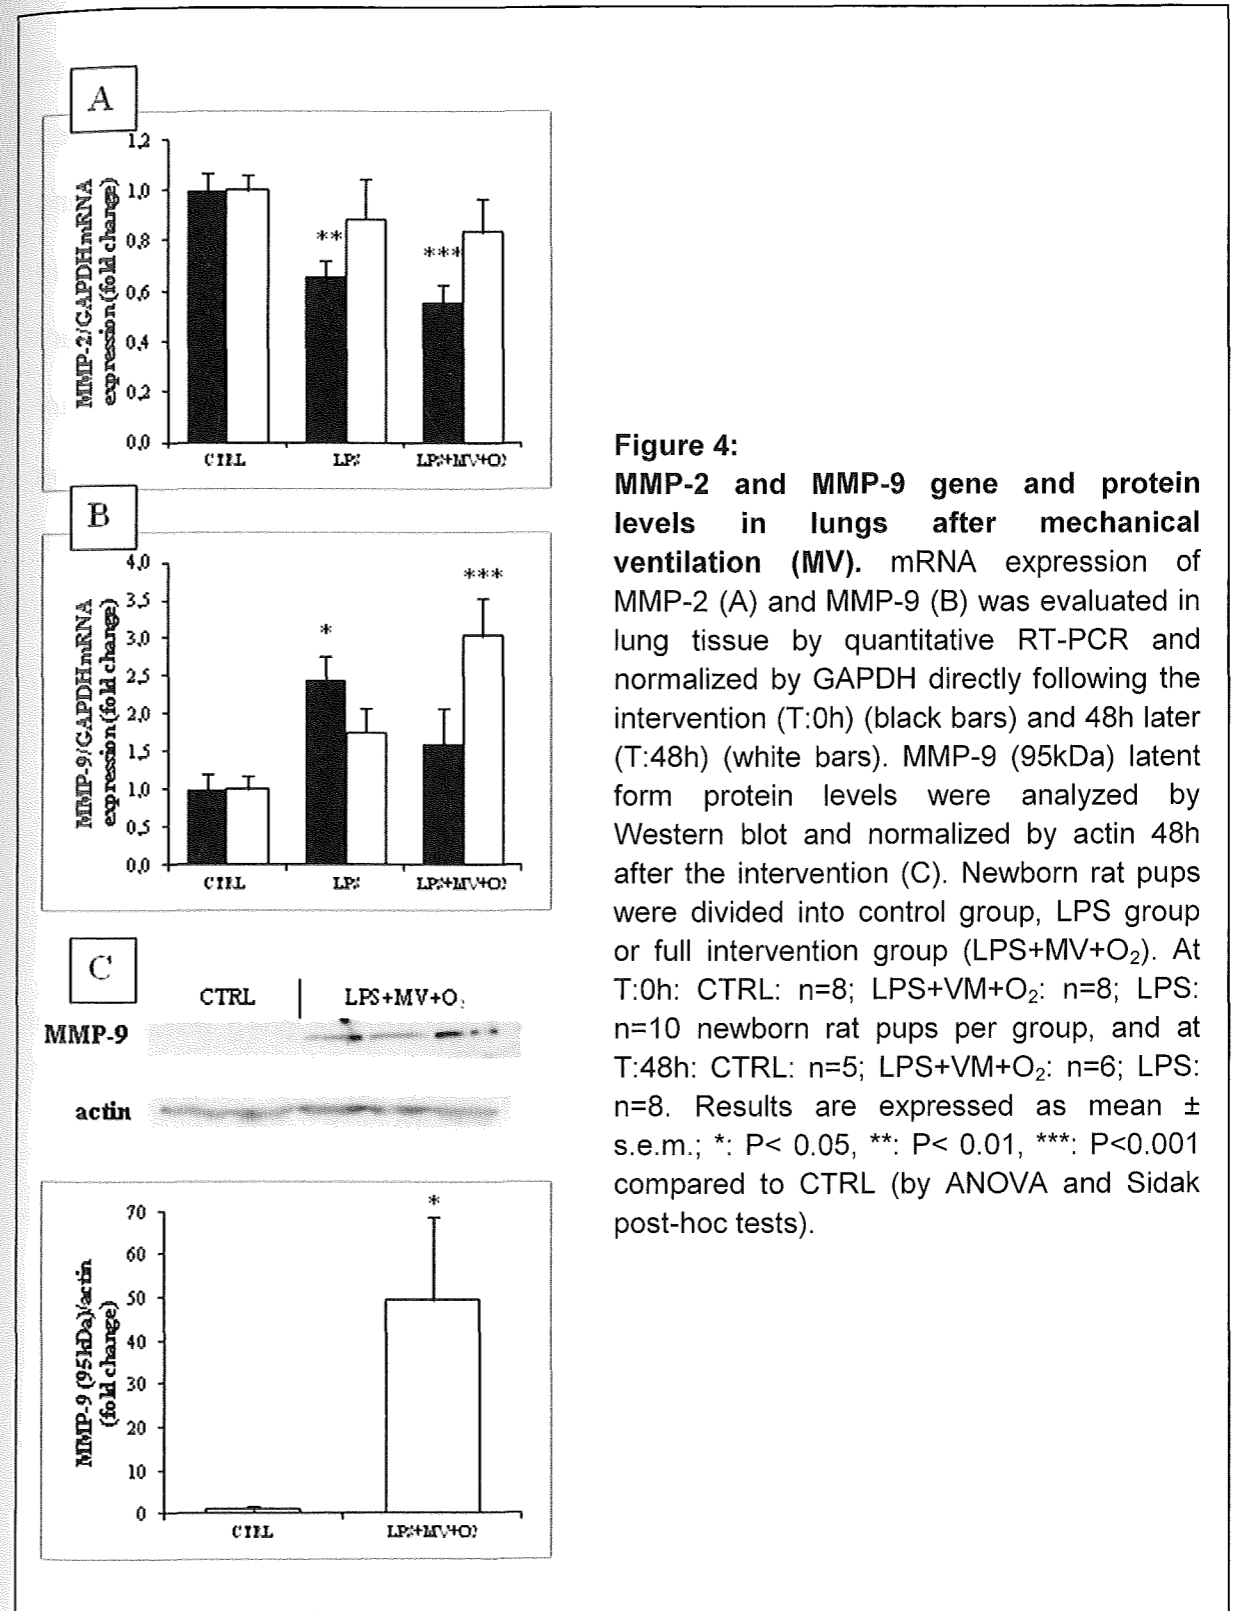 A
1,2
1,0
0,8
0,6
0,4
0,2
0,0
MMP-2/GAPDH mRNA
expression (fold change)
**
***
CTRL
LPS
LPS+MV+O2
B
4,0
3,5
3,0
2,5
2,0
1,5
1,0
0,5
0,0
MMP-9/GAPDH mRNA
expression (fold change)
*
***
CTRL
LPS
LPS+MV+O2
C
CTRL
LPS+MV+O2
MMP-9
actin
70
60
50
40
30
20
10
0
MMP-9 (95kDa)/actin
(fold change)
*
CTRL
LPS+MV+O2
Figure 4:
MMP-2 and MMP-9 gene and protein
levels in lungs after mechanical
ventilation (MV). mRNA expression of
MMP-2 (A) and MMP-9 (B) was evaluated in
lung tissue by quantitative RT-PCR and
normalized by GAPDH directly following the
intervention (T:0h) (black bars) and 48h later
(T:48h) (white bars). MMP-9 (95kDa) latent
form protein levels were analyzed by
Western blot and normalized by actin 48h
after the intervention (C). Newborn rat pups
were divided into control group, LPS group
or full intervention group (LPS+MV+O2). At
T:0h: CTRL: n=8; LPS+VM+O2: n=8; LPS:
n=10 newborn rat pups per group, and at
T:48h: CTRL: n=5; LPS+VM+O2: n=6; LPS:
n=8. Results are expressed as mean ±
s.e.m.; *: P< 0.05, **: P< 0.01, ***: P<0.001
compared to CTRL (by ANOVA and Sidak
post-hoc tests).